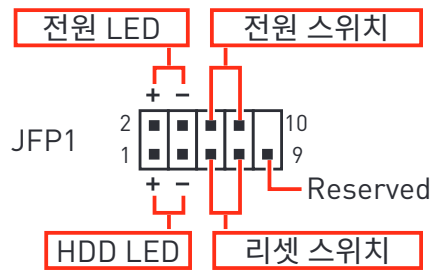 전원 LED 전원 스위치
+ −
2 10
JFP1
1 9
+ − Reserved
HDD LED 리셋 스위치